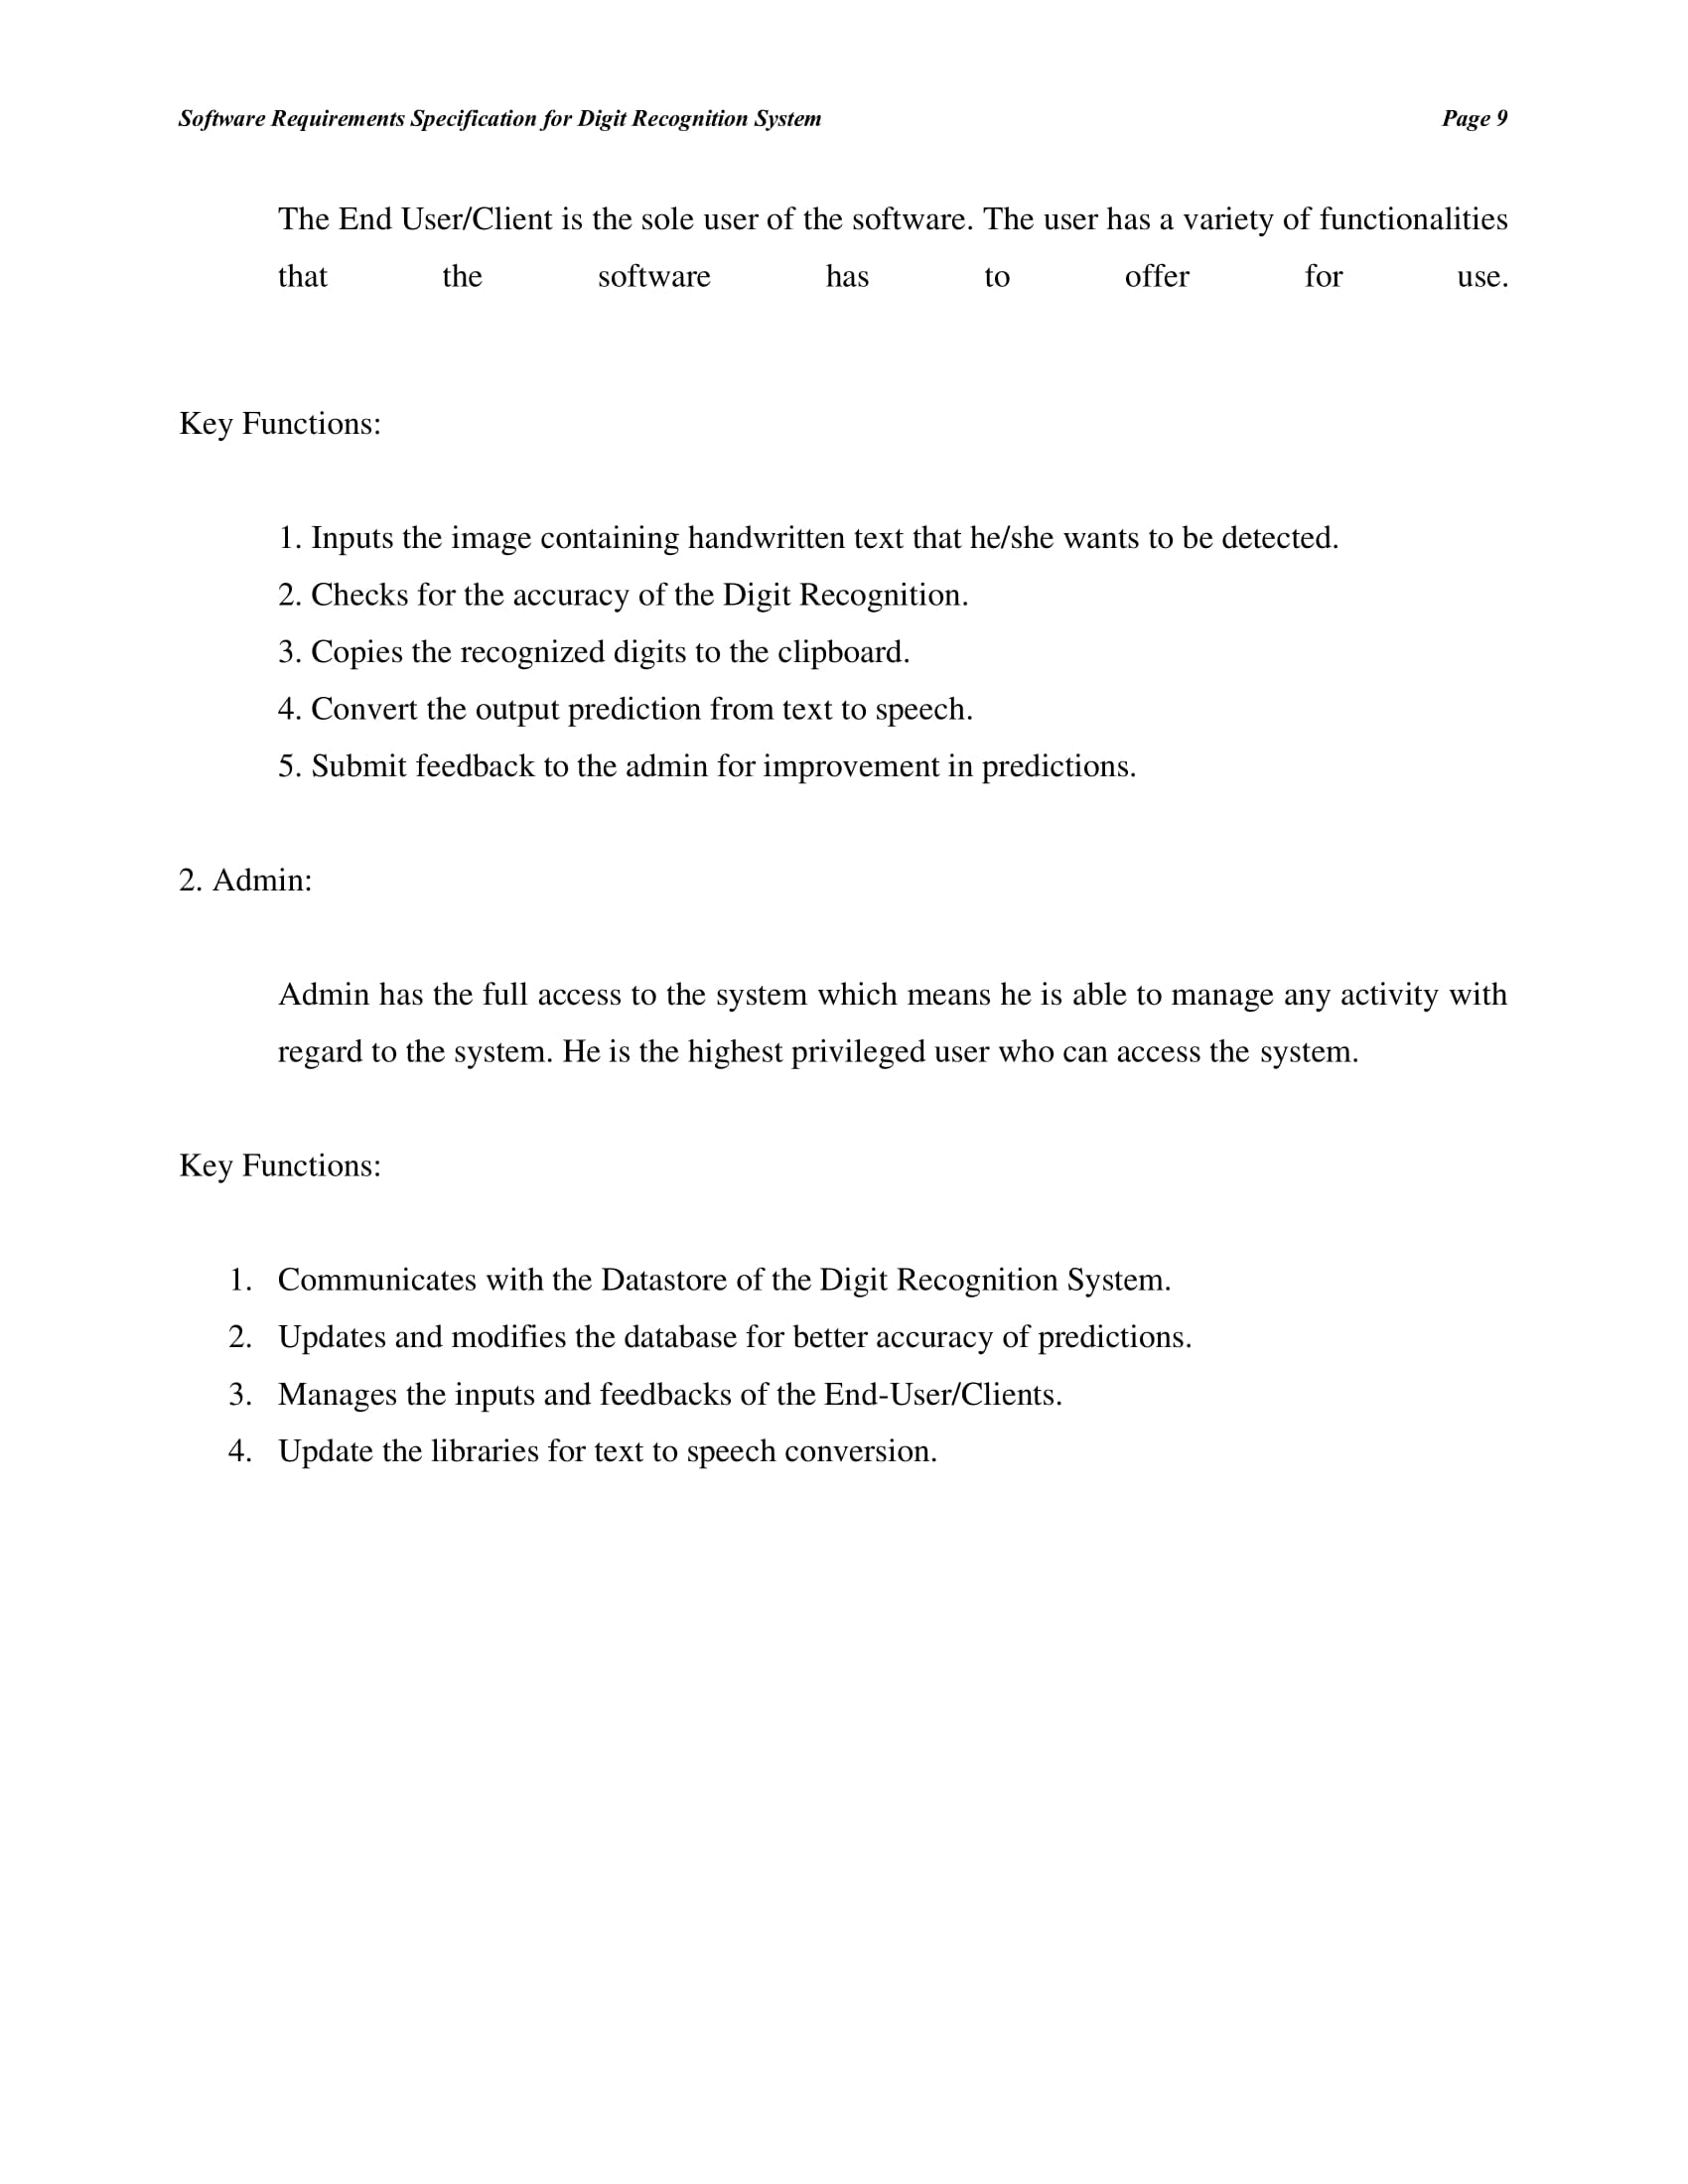 Software Requirements Specification for Digit Recognition System Page 9
The End User/Client is the sole user of the software. The user has a variety of functionalities
that the software has to offer for use.
Key Functions:
1. Inputs the image containing handwritten text that he/she wants to be detected.
2. Checks for the accuracy of the Digit Recognition.
3. Copies the recognized digits to the clipboard.
4. Convert the output prediction from text to speech.
5. Submit feedback to the admin for improvement in predictions.
2. Admin:
Admin has the full access to the system which means he is able to manage any activity with
regard to the system. He is the highest privileged user who can access the system.
Key Functions:
1. Communicates with the Datastore of the Digit Recognition System.
2. Updates and modifies the database for better accuracy of predictions.
3. Manages the inputs and feedbacks of the End-User/Clients.
4. Update the libraries for text to speech conversion.